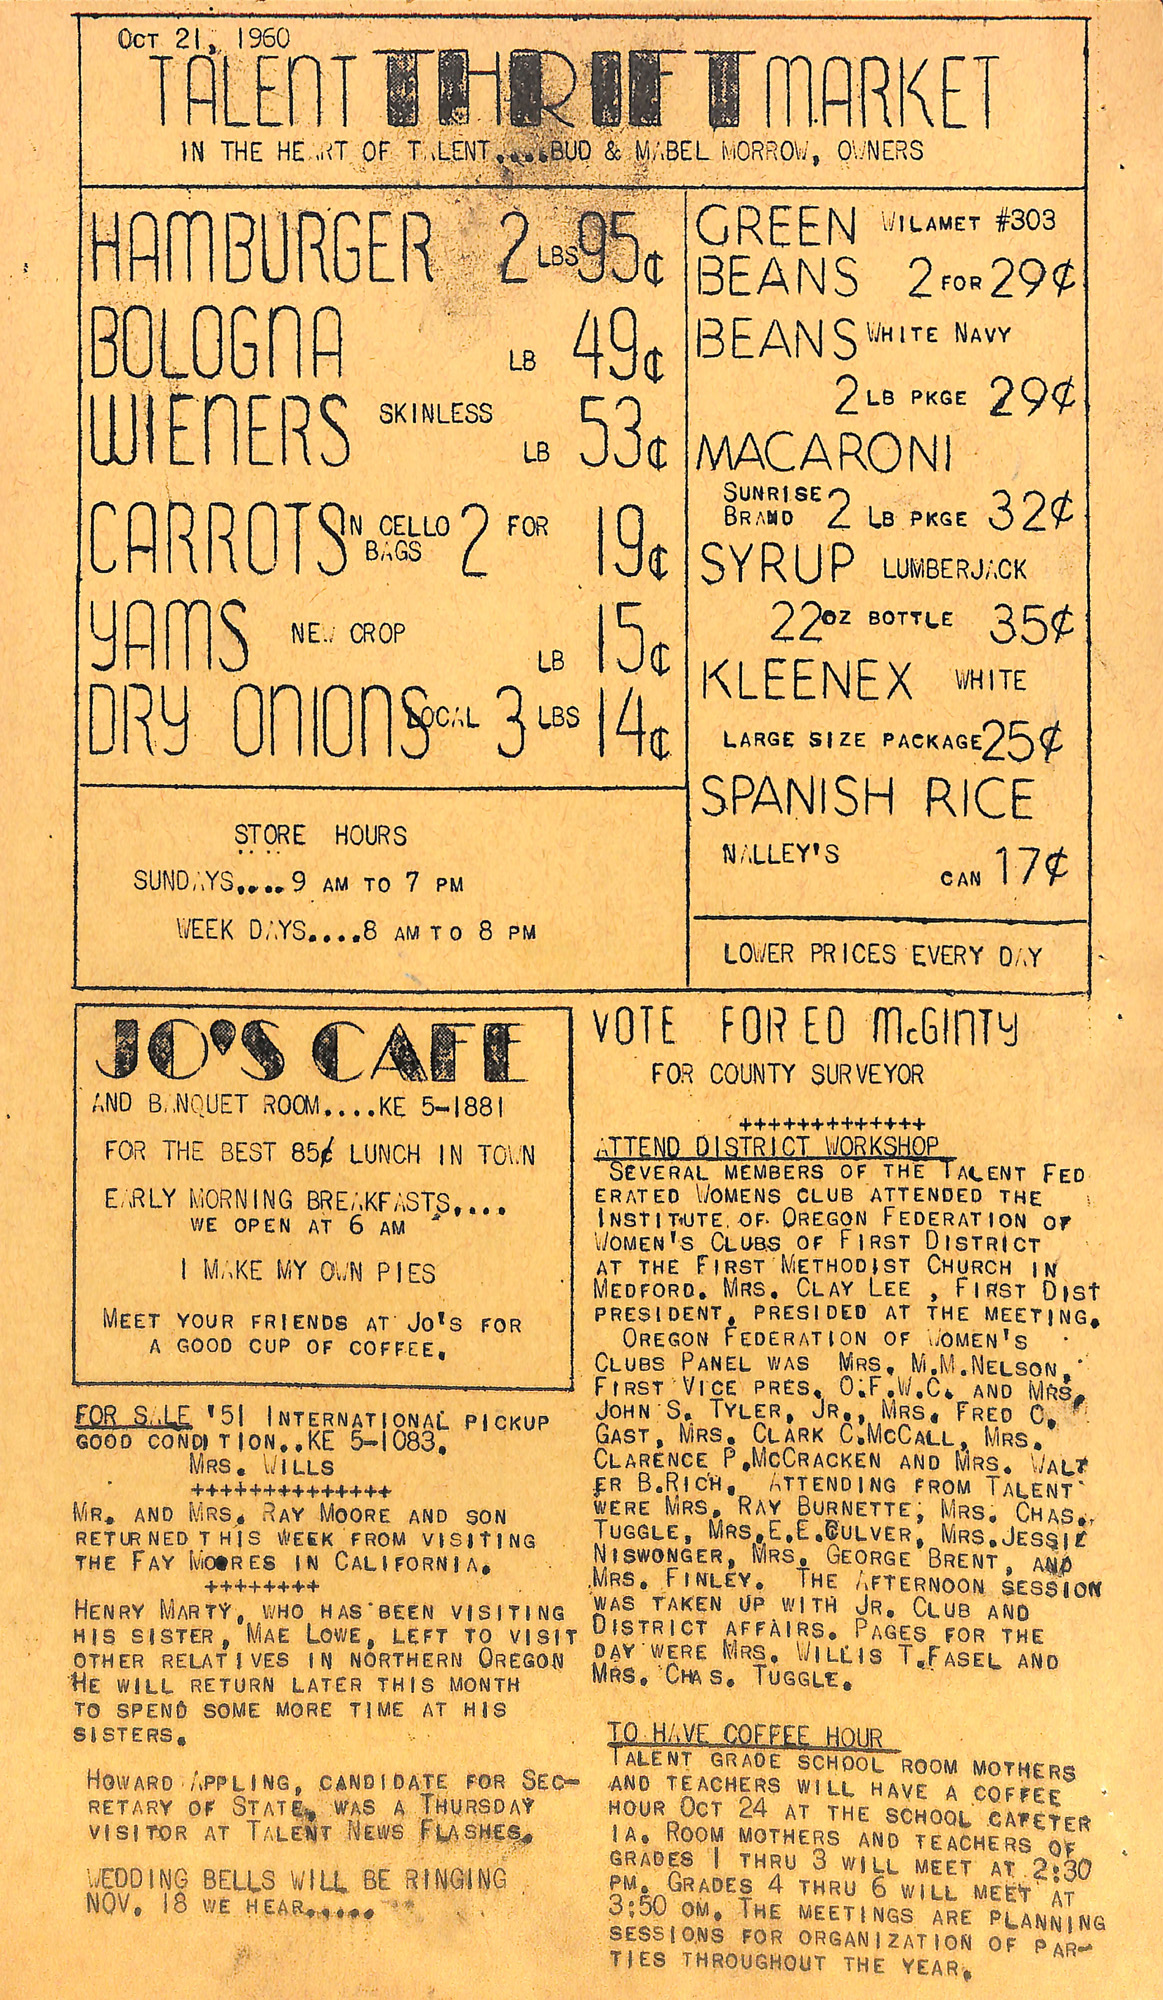 OCT 21, 1960
TALENT THRIFT MARKET
IN THE HEART OF TALENT....BUD & MABEL MORROW, OWNERS
HAMBURGER 2 LBS 95¢
BOLOGNA LB 49¢
WIENERS SKINLESS LB 53¢
CARROTS N CELLO BAGS 2 FOR 19¢
YAMS NEW CROP LB 15¢
DRY ONIONS LOCAL 3 LBS 14¢
STORE HOURS
SUNDAYS....9 AM TO 7 PM
WEEK DAYS....8 AM TO 8 PM
GREEN WILAMET #303
BEANS 2 FOR 29¢
BEANS WHITE NAVY
2 LB PKGE 29¢
MACARONI
SUNRISE BRAND 2 LB PKGE 32¢
SYRUP LUMBERJACK
22 OZ BOTTLE 35¢
KLEENEX WHITE
LARGE SIZE PACKAGE 25¢
SPANISH RICE
NALLEY'S CAN 17¢
LOWER PRICES EVERY DAY
JO'S CAFE
AND BANQUET ROOM....KE 5-1881
FOR THE BEST 85¢ LUNCH IN TOWN
EARLY MORNING BREAKFASTS....
WE OPEN AT 6 AM
I MAKE MY OWN PIES
MEET YOUR FRIENDS AT JO'S FOR
A GOOD CUP OF COFFEE.
FOR SALE '51 INTERNATIONAL PICKUP
GOOD CONDITION..KE 5-1083.
MRS. WILLS
++++++++++++++
MR. AND MRS. RAY MOORE AND SON
RETURNED THIS WEEK FROM VISITING
THE FAY MOORES IN CALIFORNIA.
++++++++
HENRY MARTY, WHO HAS BEEN VISITING
HIS SISTER, MAE LOWE, LEFT TO VISIT
OTHER RELATIVES IN NORTHERN OREGON
HE WILL RETURN LATER THIS MONTH
TO SPEND SOME MORE TIME AT HIS
SISTERS.
HOWARD APPLING, CANDIDATE FOR SEC-
RETARY OF STATE, WAS A THURSDAY
VISITOR AT TALENT NEWS FLASHES.
WEDDING BELLS WILL BE RINGING
NOV. 18 WE HEAR......
VOTE FOR ED McGINTY
FOR COUNTY SURVEYOR
+++++++++++++
ATTEND DISTRICT WORKSHOP
SEVERAL MEMBERS OF THE TALENT FED
ERATED WOMENS CLUB ATTENDED THE
INSTITUTE OF OREGON FEDERATION OF
WOMEN'S CLUBS OF FIRST DISTRICT
AT THE FIRST METHODIST CHURCH IN
MEDFORD. MRS. CLAY LEE , FIRST DIST
PRESIDENT, PRESIDED AT THE MEETING.
OREGON FEDERATION OF WOMEN'S
CLUBS PANEL WAS MRS. M.M.NELSON,
FIRST VICE PRES. O.F.W.C. AND MRS.
JOHN S. TYLER, JR., MRS. FRED O.
GAST, MRS. CLARK C.MCCALL, MRS.
CLARENCE P.MCCRACKEN AND MRS. WALT
ER B.RICH. ATTENDING FROM TALENT
WERE MRS. RAY BURNETTE, MRS. CHAS.
TUGGLE, MRS.E.E.CULVER, MRS.JESSIE
NISWONGER, MRS. GEORGE BRENT, AND
MRS. FINLEY. THE AFTERNOON SESSION
WAS TAKEN UP WITH JR. CLUB AND
DISTRICT AFFAIRS. PAGES FOR THE
DAY WERE MRS. WILLIS T.FASEL AND
MRS. CHAS. TUGGLE.
TO HAVE COFFEE HOUR
TALENT GRADE SCHOOL ROOM MOTHERS
AND TEACHERS WILL HAVE A COFFEE
HOUR OCT 24 AT THE SCHOOL CAFETER
IA. ROOM MOTHERS AND TEACHERS OF
GRADES 1 THRU 3 WILL MEET AT 2:30
PM. GRADES 4 THRU 6 WILL MEET AT
3:50 OM. THE MEETINGS ARE PLANNING
SESSIONS FOR ORGANIZATION OF PAR-
TIES THROUGHOUT THE YEAR.